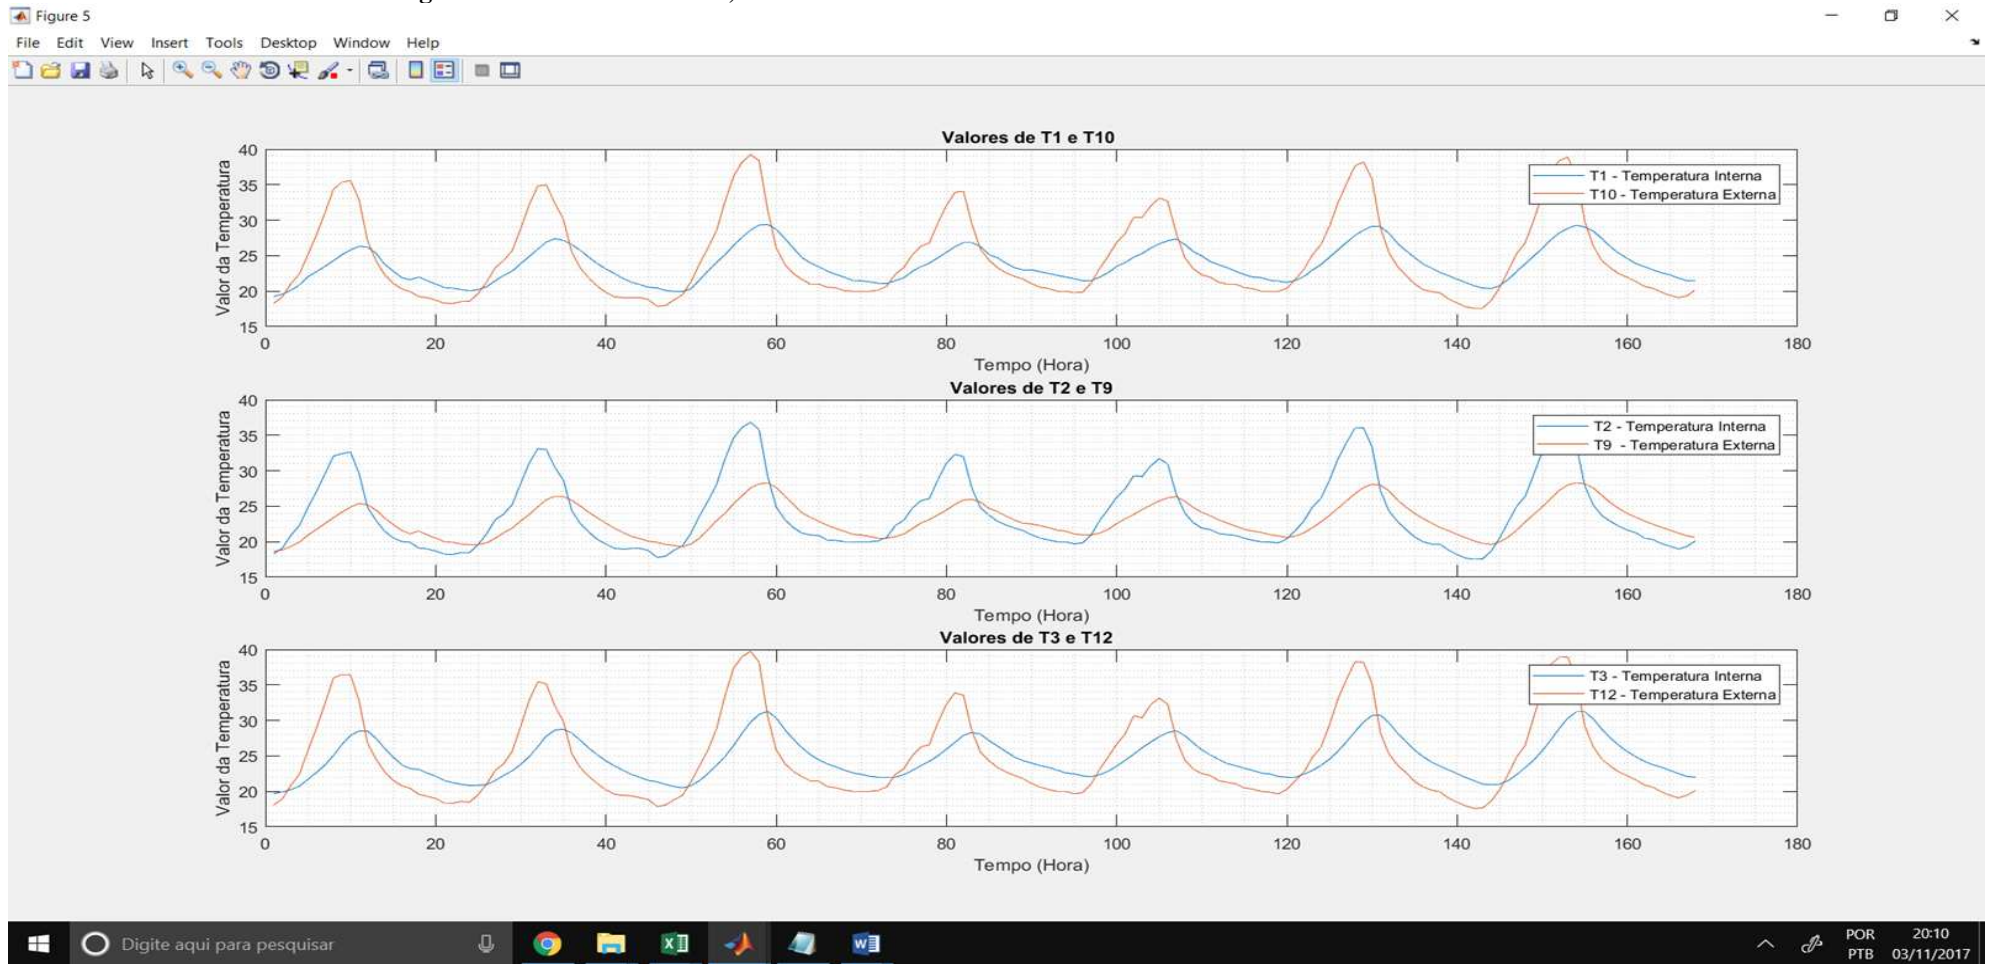 Figure 5
File Edit View Insert Tools Desktop Window Help
Valores de T1 e T10
Valor da Temperatura
40
35
30
25
20
15
T1 - Temperatura Interna
T10 - Temperatura Externa
0 20 40 60 80 100 120 140 160 180
Tempo (Hora)
Valores de T2 e T9
Valor da Temperatura
40
35
30
25
20
15
T2 - Temperatura Interna
T9 - Temperatura Externa
0 20 40 60 80 100 120 140 160 180
Tempo (Hora)
Valores de T3 e T12
Valor da Temperatura
40
35
30
25
20
15
T3 - Temperatura Interna
T12 - Temperatura Externa
0 20 40 60 80 100 120 140 160 180
Tempo (Hora)
Digite aqui para pesquisar
POR 20:10
PTB 03/11/2017